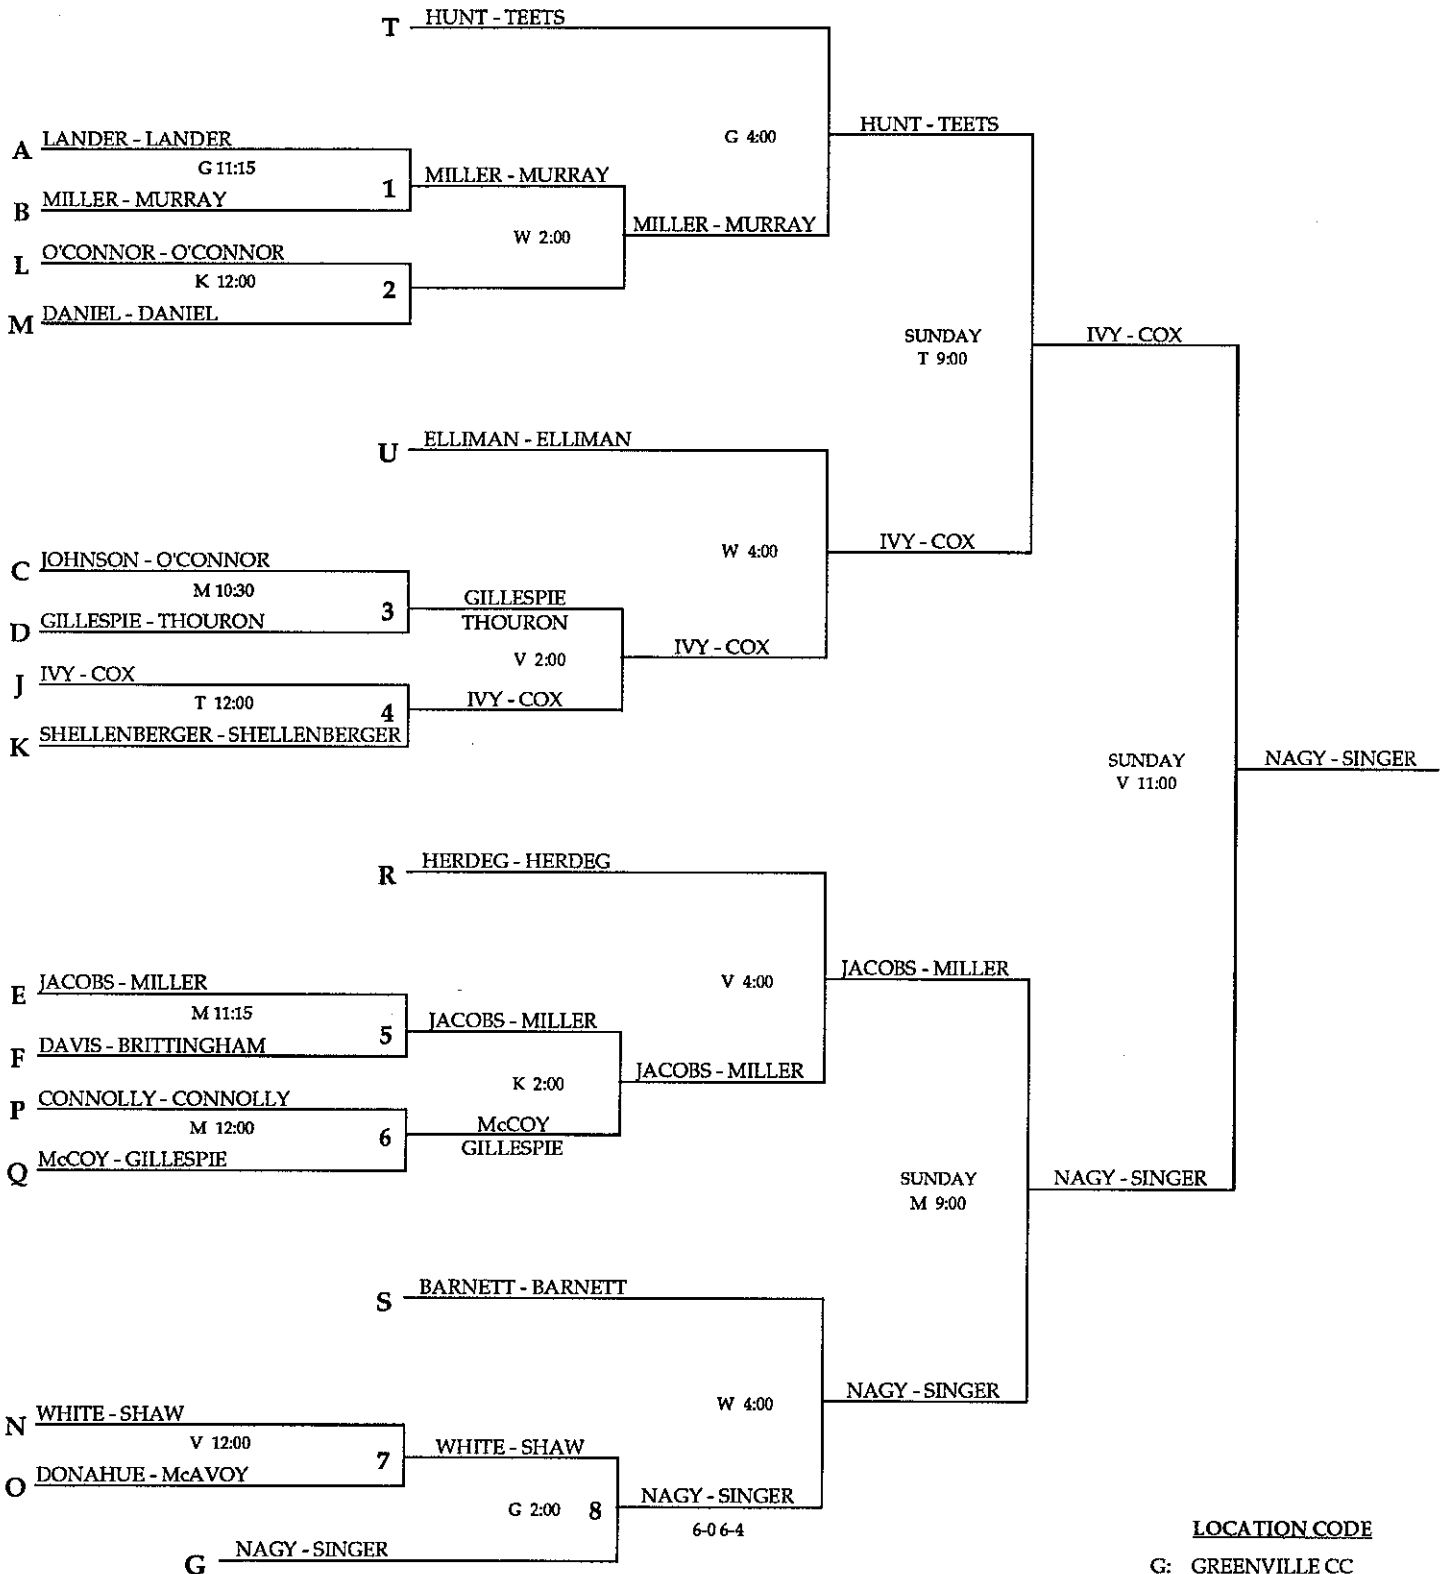 T HUNT - TEETS
G 4:00
HUNT - TEETS
A LANDER - LANDER
G 11:15
1
MILLER - MURRAY
B MILLER - MURRAY
W 2:00
MILLER - MURRAY
L O'CONNOR - O'CONNOR
K 12:00
2
M DANIEL - DANIEL
SUNDAY
T 9:00
IVY - COX
U ELLIMAN - ELLIMAN
W 4:00
IVY - COX
C JOHNSON - O'CONNOR
M 10:30
3
GILLESPIE
THOURON
D GILLESPIE - THOURON
V 2:00
IVY - COX
J IVY - COX
T 12:00
4
IVY - COX
K SHELLENBERGER - SHELLENBERGER
SUNDAY
V 11:00
NAGY - SINGER
R HERDEG - HERDEG
V 4:00
JACOBS - MILLER
E JACOBS - MILLER
M 11:15
5
JACOBS - MILLER
F DAVIS - BRITTINGHAM
K 2:00
JACOBS - MILLER
P CONNOLLY - CONNOLLY
M 12:00
6
McCOY
GILLESPIE
Q McCOY - GILLESPIE
SUNDAY
M 9:00
NAGY - SINGER
S BARNETT - BARNETT
W 4:00
NAGY - SINGER
N WHITE - SHAW
V 12:00
7
WHITE - SHAW
O DONAHUE - McAVOY
G 2:00
8
NAGY - SINGER
6-0 6-4
G NAGY - SINGER
LOCATION CODE
G: GREENVILLE CC